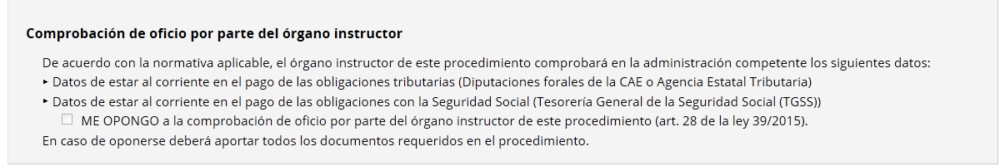 Comprobación de oficio por parte del órgano instructor
De acuerdo con la normativa aplicable, el órgano instructor de este procedimiento comprobará en la administración competente los siguientes datos:
‣ Datos de estar al corriente en el pago de las obligaciones tributarias (Diputaciones forales de la CAE o Agencia Estatal Tributaria)
‣ Datos de estar al corriente en el pago de las obligaciones con la Seguridad Social (Tesorería General de la Seguridad Social (TGSS))
ME OPONGO a la comprobación de oficio por parte del órgano instructor de este procedimiento (art. 28 de la ley 39/2015).
En caso de oponerse deberá aportar todos los documentos requeridos en el procedimiento.